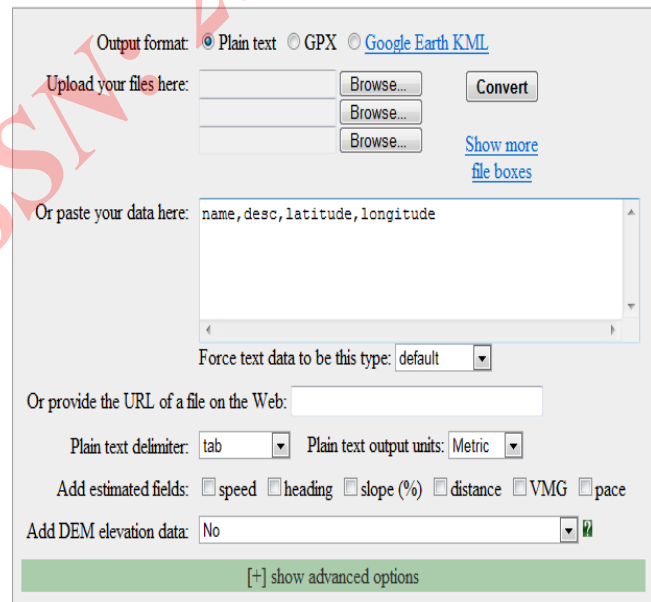 Output format: Plain text GPX Google Earth KML
Upload your files here: Browse... Convert
Browse...
Browse...
Show more
file boxes
Or paste your data here: name,desc,latitude,longitude
Force text data to be this type: default
Or provide the URL of a file on the Web:
Plain text delimiter: tab Plain text output units: Metric
Add estimated fields: speed heading slope (%) distance VMG pace
Add DEM elevation data: No ?
[+] show advanced options
SSN: